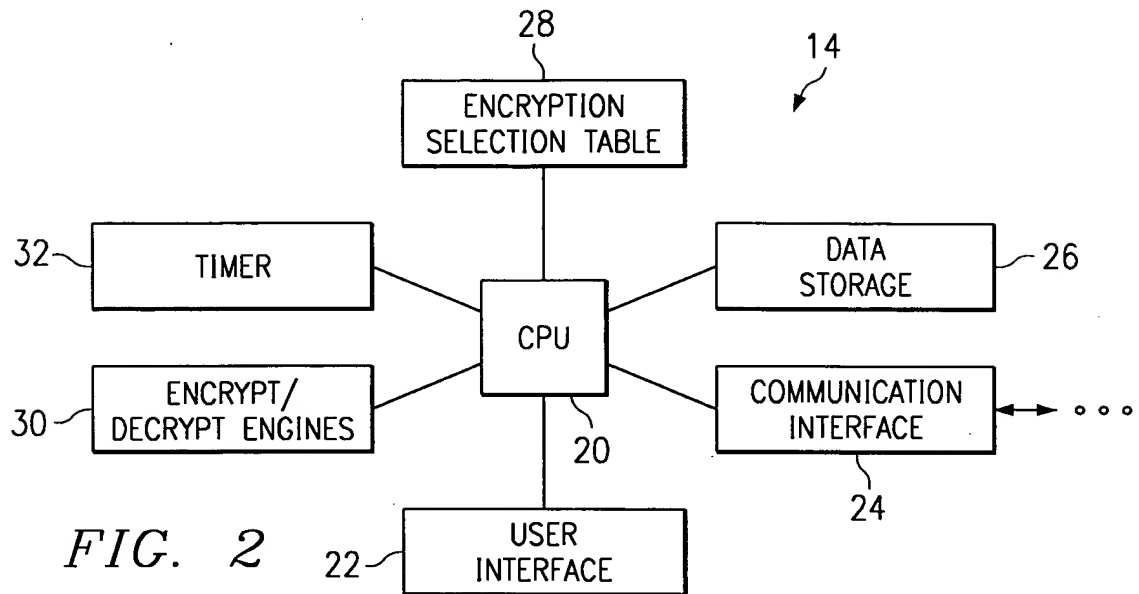 28
14
ENCRYPTION
SELECTION TABLE
32
TIMER
DATA
STORAGE
26
CPU
30
ENCRYPT/
DECRYPT ENGINES
20
COMMUNICATION
INTERFACE
24
FIG. 2
22
USER
INTERFACE